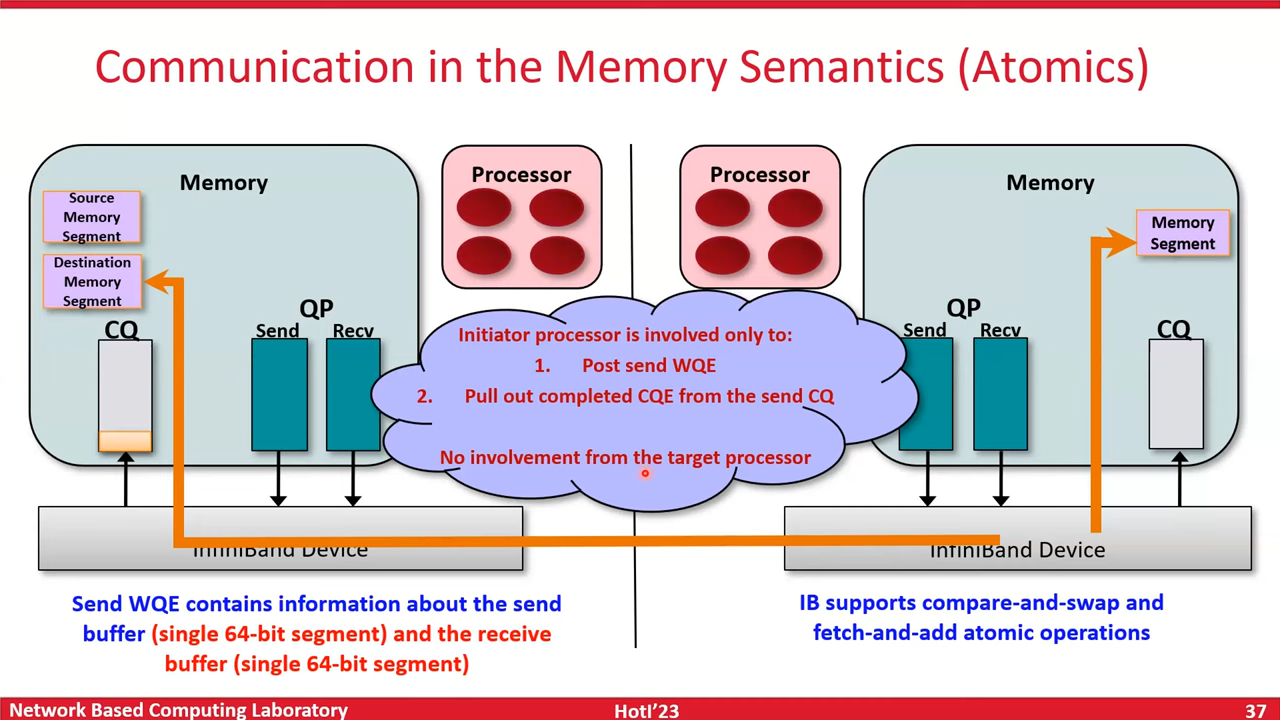 Communication in the Memory Semantics (Atomics)
Memory
Source
Memory
Segment
Destination
Memory
Segment
CQ
QP
Send Recv
Processor
Processor
Memory
Memory
Segment
QP
Send Recv
CQ
Initiator processor is involved only to:
1. Post send WQE
2. Pull out completed CQE from the send CQ
No involvement from the target processor
InfiniBand Device
InfiniBand Device
Send WQE contains information about the send
buffer (single 64-bit segment) and the receive
buffer (single 64-bit segment)
IB supports compare-and-swap and
fetch-and-add atomic operations
Network Based Computing Laboratory
HotI’23
37